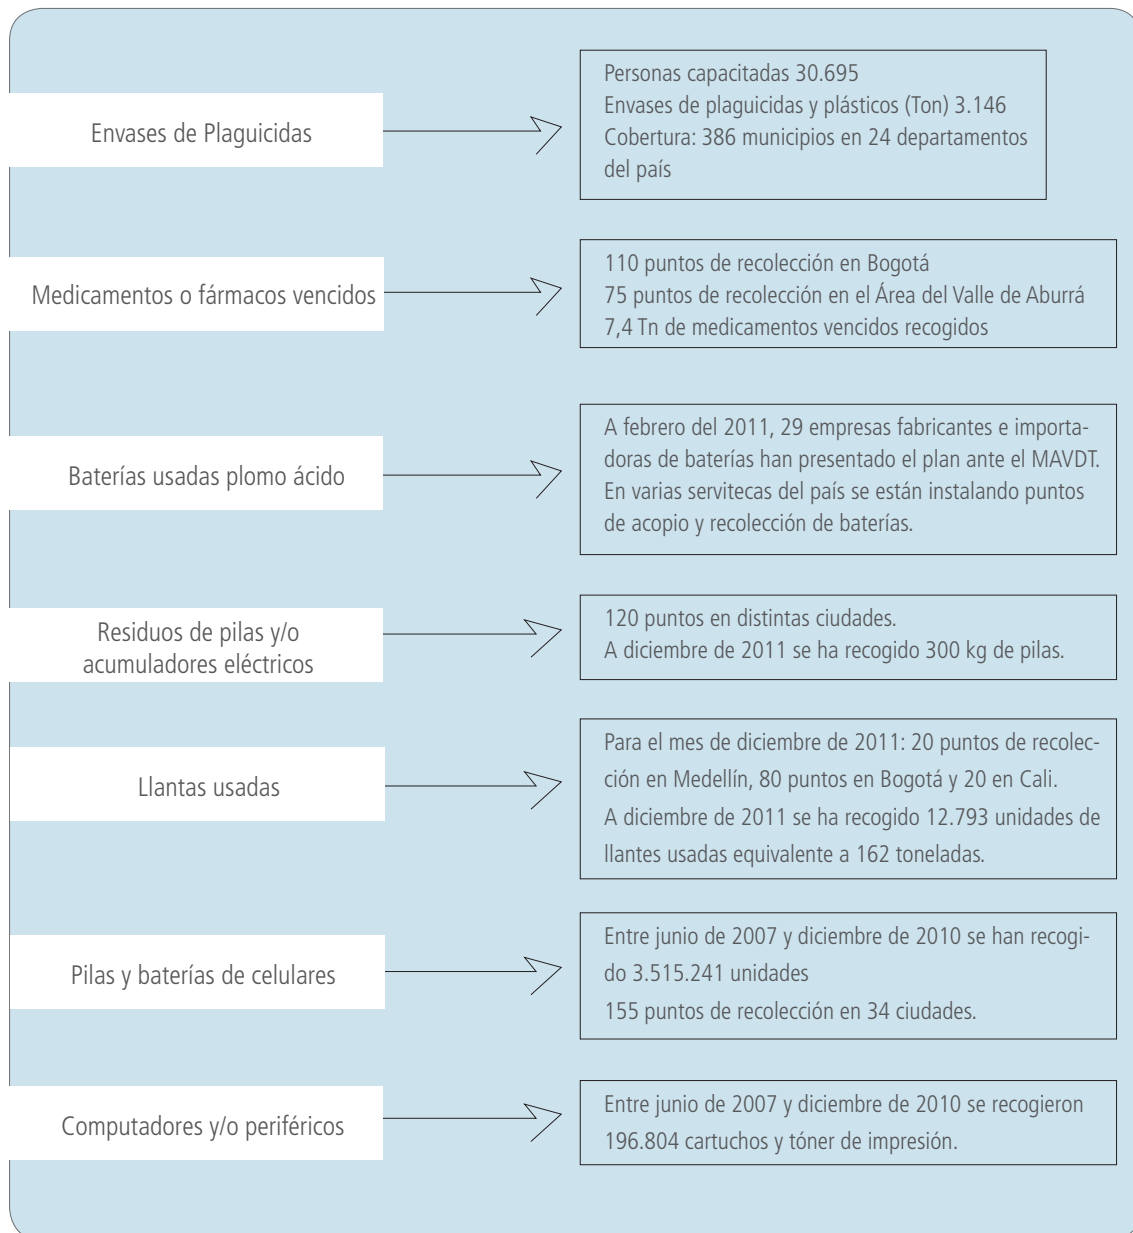 Envases de Plaguicidas
Personas capacitadas 30.695
Envases de plaguicidas y plásticos (Ton) 3.146
Cobertura: 386 municipios en 24 departamentos
del país
Medicamentos o fármacos vencidos
110 puntos de recolección en Bogotá
75 puntos de recolección en el Área del Valle de Aburrá
7,4 Tn de medicamentos vencidos recogidos
Baterías usadas plomo ácido
A febrero del 2011, 29 empresas fabricantes e importa-
doras de baterías han presentado el plan ante el MAVDT.
En varias servitecas del país se están instalando puntos
de acopio y recolección de baterías.
Residuos de pilas y/o
acumuladores eléctricos
120 puntos en distintas ciudades.
A diciembre de 2011 se ha recogido 300 kg de pilas.
Llantas usadas
Para el mes de diciembre de 2011: 20 puntos de recolec-
ción en Medellín, 80 puntos en Bogotá y 20 en Cali.
A diciembre de 2011 se ha recogido 12.793 unidades de
llantes usadas equivalente a 162 toneladas.
Pilas y baterías de celulares
Entre junio de 2007 y diciembre de 2010 se han recogi-
do 3.515.241 unidades
155 puntos de recolección en 34 ciudades.
Computadores y/o periféricos
Entre junio de 2007 y diciembre de 2010 se recogieron
196.804 cartuchos y tóner de impresión.